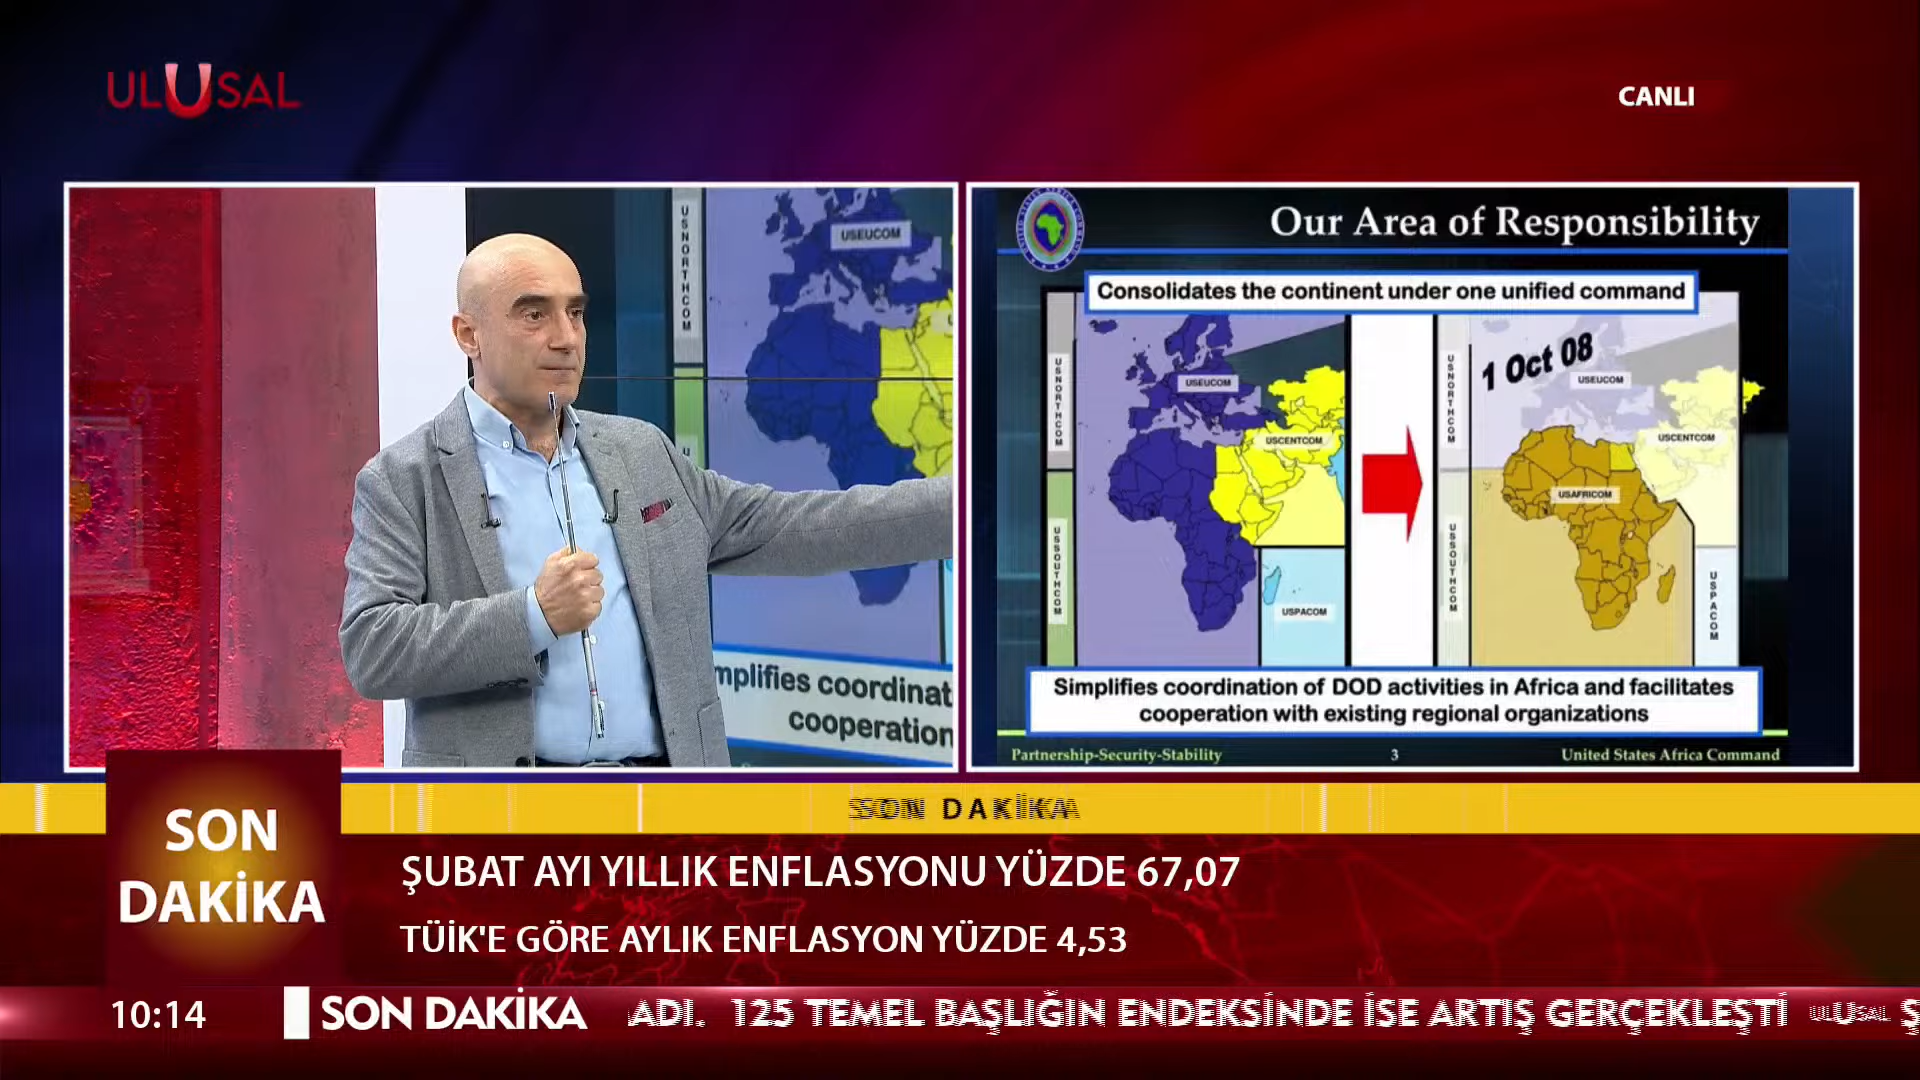 ULUSAL
CANLI
USNORTHCOM
USEUCOM
mplifies coordinat
cooperation
Our Area of Responsibility
Consolidates the continent under one unified command
USNORTHCOM
USSOUTHCOM
USEUCOM
USCENTCOM
USPACOM
1 Oct 08
USNORTHCOM
USSOUTHCOM
USEUCOM
USCENTCOM
USAFRICOM
USPACOM
Simplifies coordination of DOD activities in Africa and facilitates
cooperation with existing regional organizations
Partnership-Security-Stability
3
United States Africa Command
SON DAKİKA
SON
DAKİKA
ŞUBAT AYI YILLIK ENFLASYONU YÜZDE 67,07
TÜİK'E GÖRE AYLIK ENFLASYON YÜZDE 4,53
10:14
SON DAKİKA
ADI. 125 TEMEL BAŞLIĞIN ENDEKSİNDE İSE ARTIŞ GERÇEKLEŞTİ ULUSAL Ş